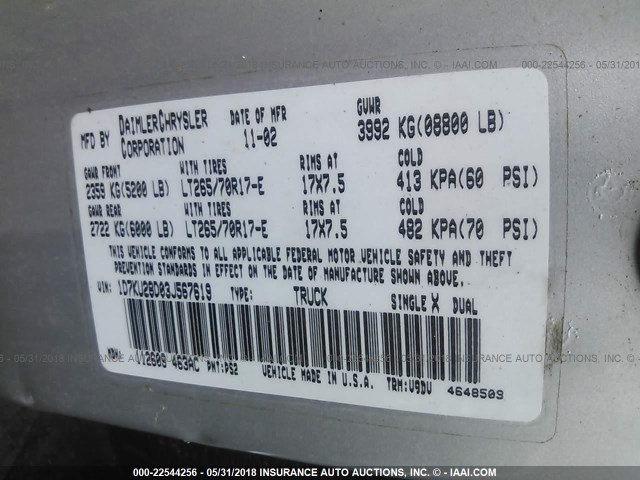 000-22544256 - 05/31/2018 INSURANCE AUTO AUCTIONS, INC. (c) - IAAI.COM
MFD BY DAIMLERCHRYSLER CORPORATION DATE OF MFR 11-02 GVWR 3992 KG(08800 LB)
GAWR FRONT WITH TIRES RIMS AT COLD
2359 KG(5200 LB) LT265/70R17-E 17X7.5 413 KPA(60 PSI)
GAWR REAR WITH TIRES RIMS AT COLD
2722 KG(6000 LB) LT265/70R17-E 17X7.5 482 KPA(70 PSI)
THIS VEHICLE CONFORMS TO ALL APPLICABLE FEDERAL MOTOR VEHICLE SAFETY AND THEFT
PREVENTION STANDARDS IN EFFECT ON THE DATE OF MANUFACTURE SHOWN ABOVE.
VIN: 1D7KU28D03J567619 TYPE: TRUCK SINGLE X DUAL
463AC PNT:PS2 VEHICLE MADE IN U.S.A. TRM:V9DV 4648503
000-22544256 - 05/31/2018 INSURANCE AUTO AUCTIONS, INC. (c) - IAAI.COM